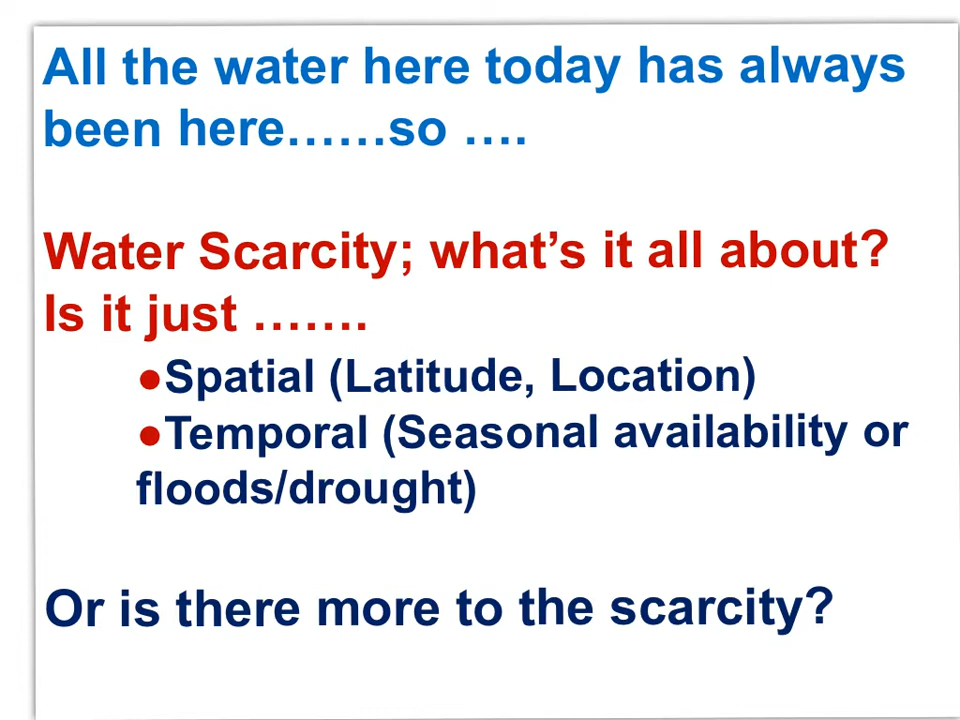 All the water here today has always
been here……so ….
Water Scarcity; what’s it all about?
Is it just …….
●Spatial (Latitude, Location)
●Temporal (Seasonal availability or
floods/drought)
Or is there more to the scarcity?